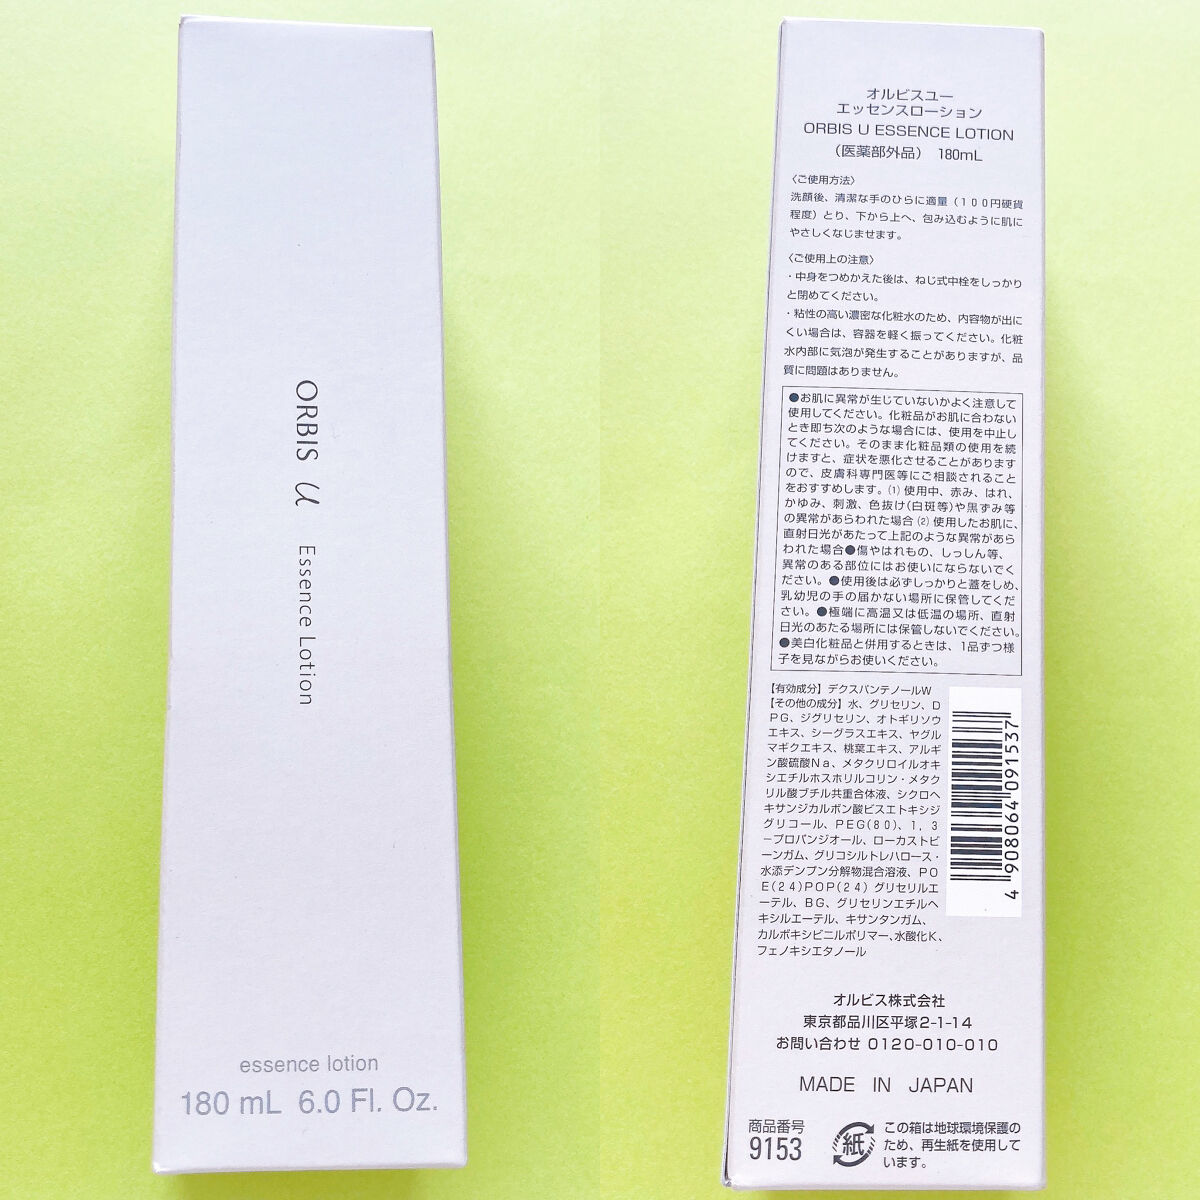 ORBIS u Essence Lotion
essence lotion
180 mL 6.0 Fl. Oz.
オルビスユー
エッセンスローション
ORBIS U ESSENCE LOTION
(医薬部外品) 180mL
〈ご使用方法〉
洗顔後、清潔な手のひらに適量(100円硬貨
程度)とり、下から上へ、包み込むように肌に
やさしくなじませます。
〈ご使用上の注意〉
・中身をつめかえた後は、ねじ式中栓をしっかり
と閉めてください。
・粘性の高い濃密な化粧水のため、内容物が出に
くい場合は、容器を軽く振ってください。化粧
水内部に気泡が発生することがありますが、品
質に問題はありません。
●お肌に異常が生じていないかよく注意して
使用してください。化粧品がお肌に合わない
とき即ち次のような場合には、使用を中止し
てください。そのまま化粧品類の使用を続
けますと、症状を悪化させることがあります
ので、皮膚科専門医等にご相談されること
をおすすめします。(1)使用中、赤み、はれ、
かゆみ、刺激、色抜け(白斑等)や黒ずみ等
の異常があらわれた場合(2)使用したお肌に、
直射日光があたって上記のような異常があら
われた場合●傷やはれもの、しっしん等、
異常のある部位にはお使いにならないでく
ださい。●使用後は必ずしっかりと蓋をしめ、
乳幼児の手の届かない場所に保管してくだ
さい。●極端に高温又は低温の場所、直射
日光のあたる場所には保管しないでください。
●美白化粧品と併用するときは、1品ずつ様
子を見ながらお使いください。
【有効成分】デクスパンテノールW
【その他の成分】水、グリセリン、D
PG、ジグリセリン、オトギリソウ
エキス、シーグラスエキス、ヤグル
マギクエキス、桃葉エキス、アルギ
ン酸硫酸Na、メタクリロイルオキ
シエチルホスホリルコリン・メタク
リル酸ブチル共重合体液、シクロヘ
キサンジカルボン酸ビスエトキシジ
グリコール、PEG(80)、1,3
-プロパンジオール、ローカストビ
ーンガム、グリコシルトレハロース・
水添デンプン分解物混合溶液、PO
E(24)POP(24)グリセリルエ
ーテル、BG、グリセリンエチルヘ
キシルエーテル、キサンタンガム、
カルボキシビニルポリマー、水酸化K、
フェノキシエタノール
4 908064 091537
オルビス株式会社
東京都品川区平塚2-1-14
お問い合わせ 0120-010-010
MADE IN JAPAN
商品番号
9153
紙
この箱は地球環境保護の
ため、再生紙を使用して
います。